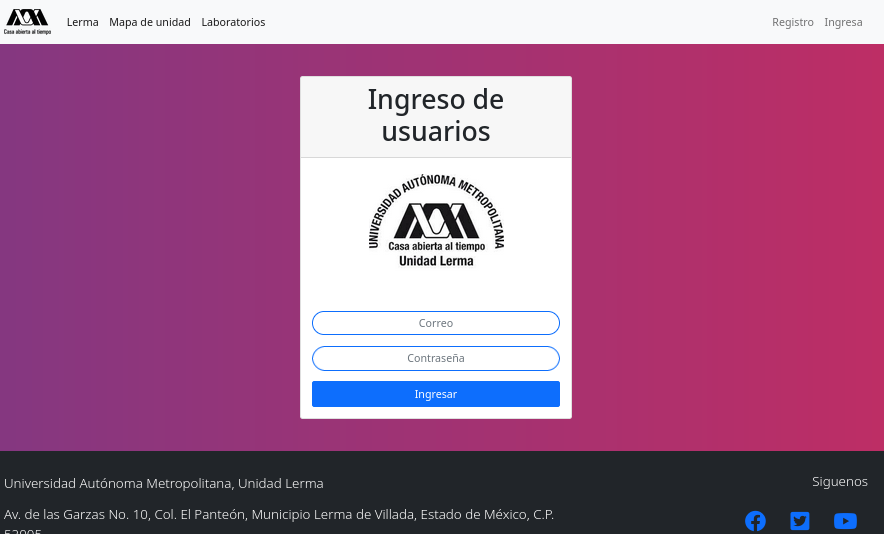 Casa abierta al tiempo
Lerma Mapa de unidad Laboratorios Registro Ingresa
Ingreso de
usuarios
UNIVERSIDAD AUTÓNOMA METROPOLITANA
Casa abierta al tiempo
Unidad Lerma
Correo
Contraseña
Ingresar
Universidad Autónoma Metropolitana, Unidad Lerma
Siguenos
Av. de las Garzas No. 10, Col. El Panteón, Municipio Lerma de Villada, Estado de México, C.P.